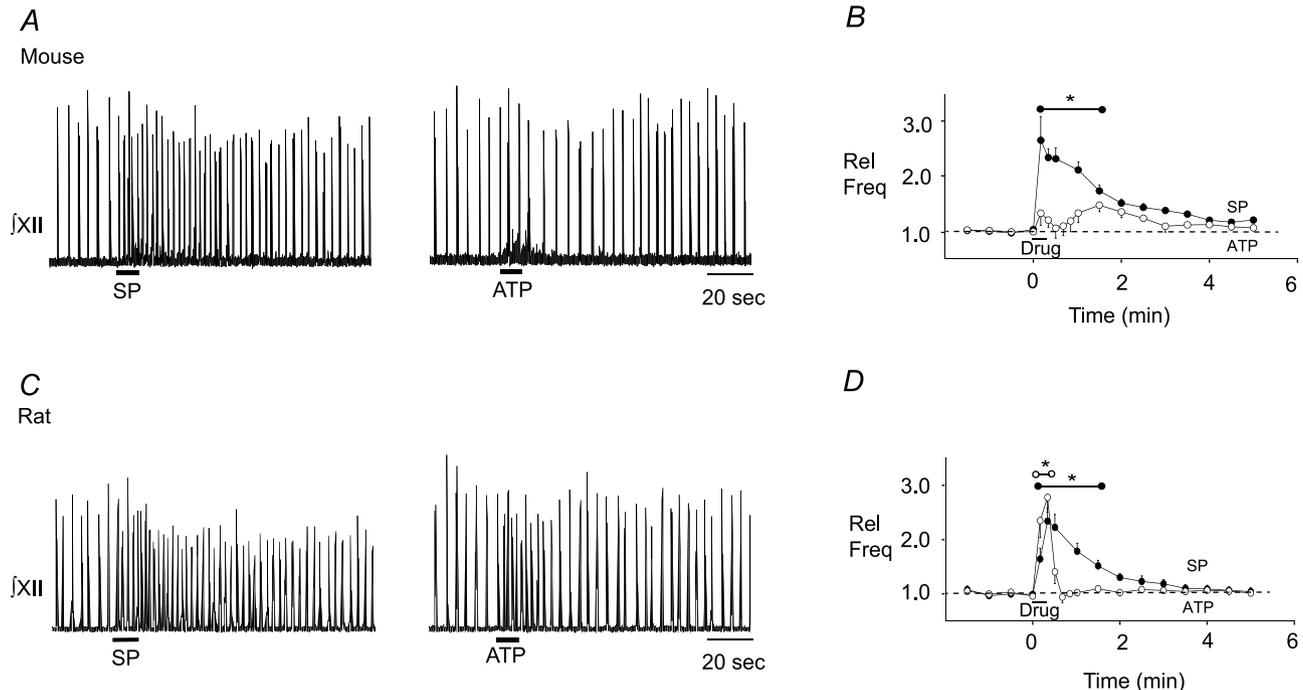 A
Mouse
∫XII
SP
ATP
20 sec
B
Rel
Freq
3.0
2.0
1.0
*
SP
ATP
Drug
0 2 4 6
Time (min)
C
Rat
∫XII
SP
ATP
20 sec
D
Rel
Freq
3.0
2.0
1.0
*
*
SP
ATP
Drug
0 2 4 6
Time (min)